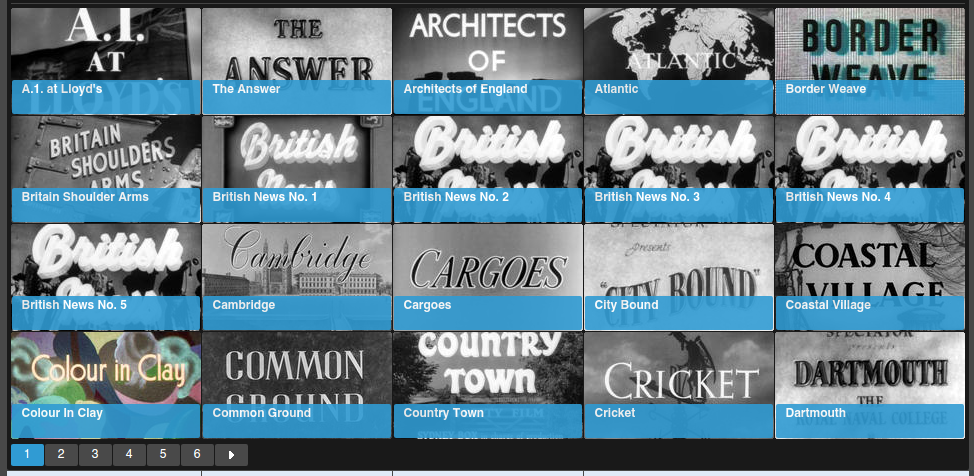 A.I.
AT
LLOYD'S
A.1. at Lloyd's
THE
ANSWER
The Answer
ARCHITECTS
OF
ENGLAND
Architects of England
ATLANTIC
Atlantic
BORDER
WEAVE
Border Weave
BRITAIN
SHOULDERS
ARMS
Britain Shoulder Arms
British
News
British News No. 1
British
British News No. 2
British
British News No. 3
British
British News No. 4
British
British News No. 5
Cambridge
Cambridge
CARGOES
Cargoes
SPECTATOR
Presents
"CITY BOUND"
City Bound
COASTAL
VILLAGE
Coastal Village
Colour in Clay
Colour In Clay
COMMON
GROUND
Common Ground
COUNTRY
TOWN
Country Town
CRICKET
Cricket
SPECTATOR
presents
DARTMOUTH
THE
ROYAL NAVAL COLLEGE
Dartmouth
1 2 3 4 5 6